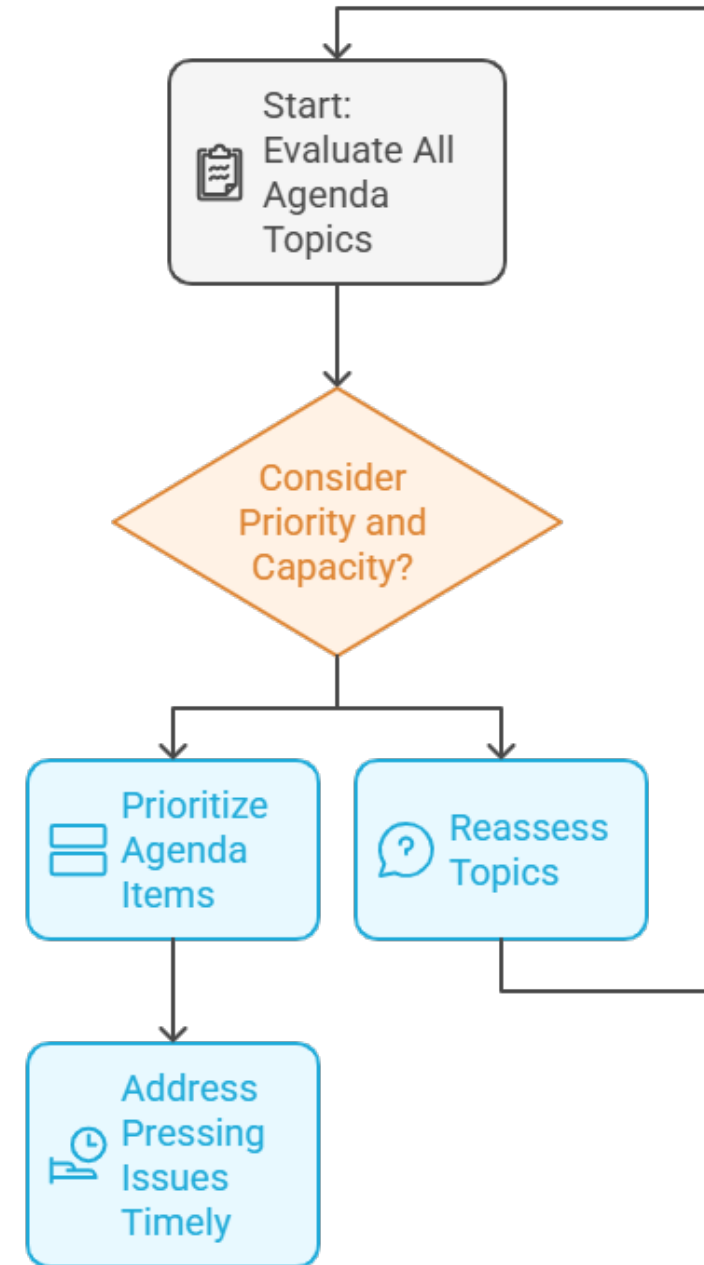 Start:
Evaluate All
Agenda
Topics
Consider
Priority and
Capacity?
Prioritize
Agenda
Items
Reassess
Topics
Address
Pressing
Issues
Timely